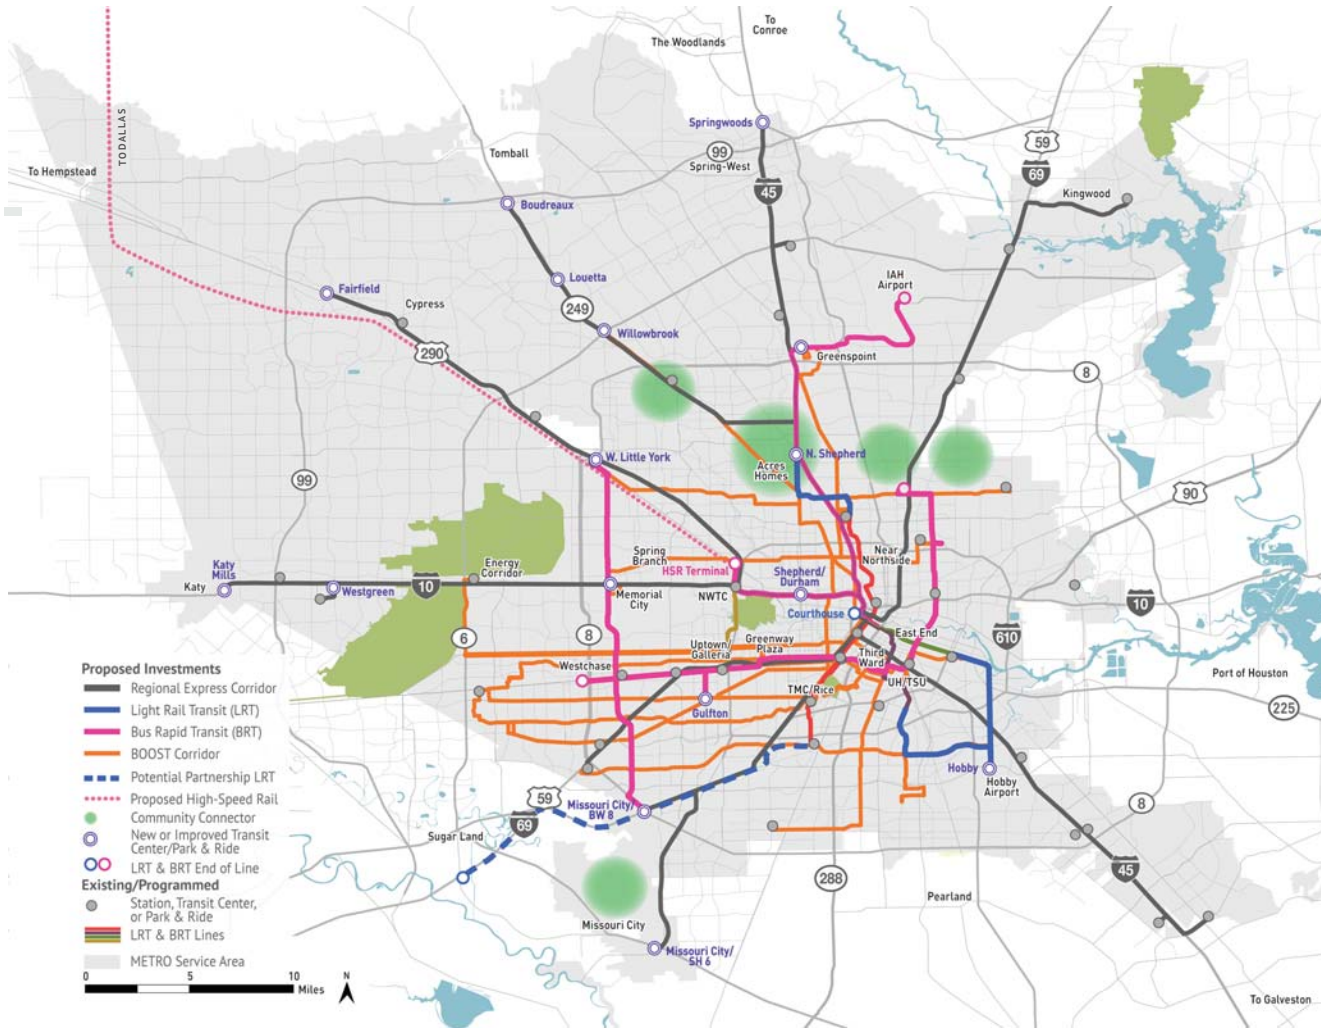 To
Conroe
The Woodlands
TO DALLAS
To Hempstead
Tomball
Springwoods
99
Spring-West
59
69
Kingwood
45
Boudreaux
Louetta
249
Willowbrook
IAH
Airport
Greenspoint
Fairfield
Cypress
290
8
W. Little York
N. Shepherd
Acres
Homes
99
90
Spring
Branch
HSR Terminal
Near
Northside
Energy
Corridor
Katy
Mills
Katy
Westgreen
10
Memorial
City
NWTC
Shepherd/
Durham
Courthouse
10
610
6
8
Uptown/
Galleria
Greenway
Plaza
East End
Third
Ward
Westchase
UH/TSU
TMC/Rice
Gulfton
Port of Houston
225
Hobby
Hobby
Airport
8
59
69
Missouri City/
BW 8
Sugar Land
288
45
Pearland
Missouri City
Missouri City/
SH 6
To Galveston
Proposed Investments
Regional Express Corridor
Light Rail Transit (LRT)
Bus Rapid Transit (BRT)
BOOST Corridor
Potential Partnership LRT
Proposed High-Speed Rail
Community Connector
New or Improved Transit
Center/Park & Ride
LRT & BRT End of Line
Existing/Programmed
Station, Transit Center,
or Park & Ride
LRT & BRT Lines
METRO Service Area
0 5 10
Miles
N